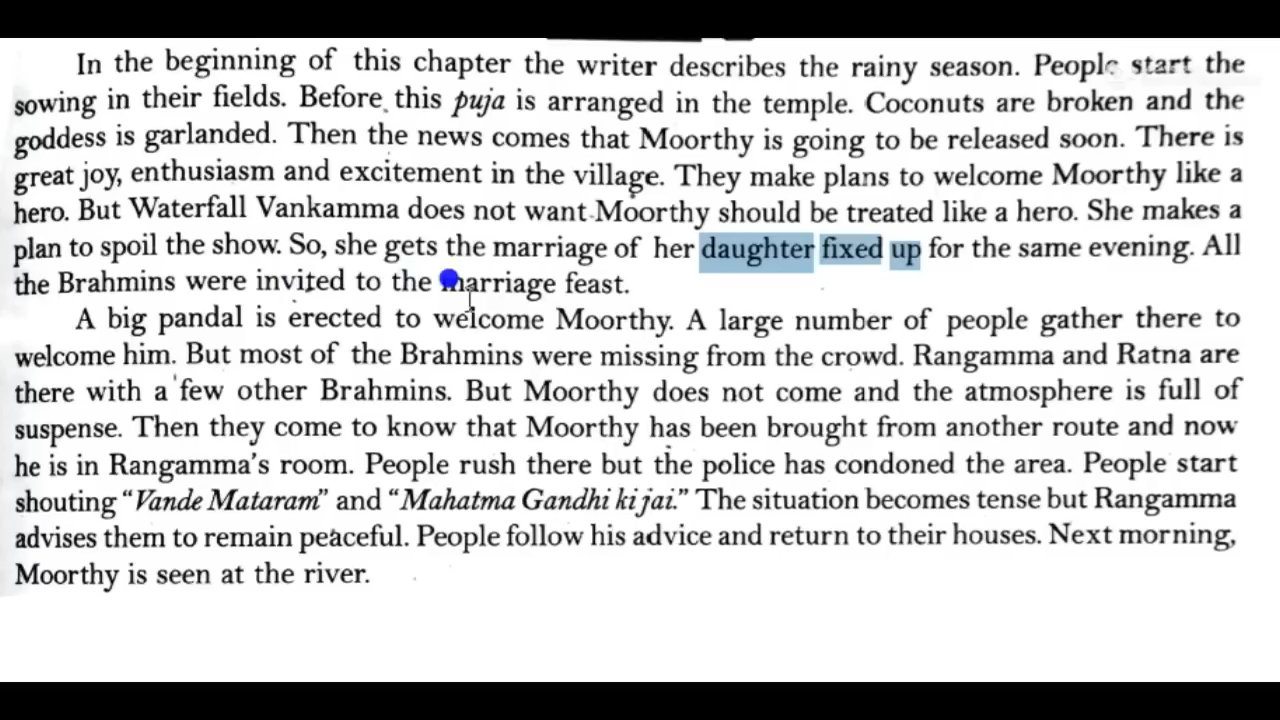 In the beginning of this chapter the writer describes the rainy season. People start the
sowing in their fields. Before this puja is arranged in the temple. Coconuts are broken and the
goddess is garlanded. Then the news comes that Moorthy is going to be released soon. There is
great joy, enthusiasm and excitement in the village. They make plans to welcome Moorthy like a
hero. But Waterfall Vankamma does not want Moorthy should be treated like a hero. She makes a
plan to spoil the show. So, she gets the marriage of her daughter fixed up for the same evening. All
the Brahmins were invited to the marriage feast.
A big pandal is erected to welcome Moorthy. A large number of people gather there to
welcome him. But most of the Brahmins were missing from the crowd. Rangamma and Ratna are
there with a few other Brahmins. But Moorthy does not come and the atmosphere is full of
suspense. Then they come to know that Moorthy has been brought from another route and now
he is in Rangamma's room. People rush there but the police has condoned the area. People start
shouting “Vande Mataram” and “Mahatma Gandhi ki jai.” The situation becomes tense but Rangamma
advises them to remain peaceful. People follow his advice and return to their houses. Next morning,
Moorthy is seen at the river.